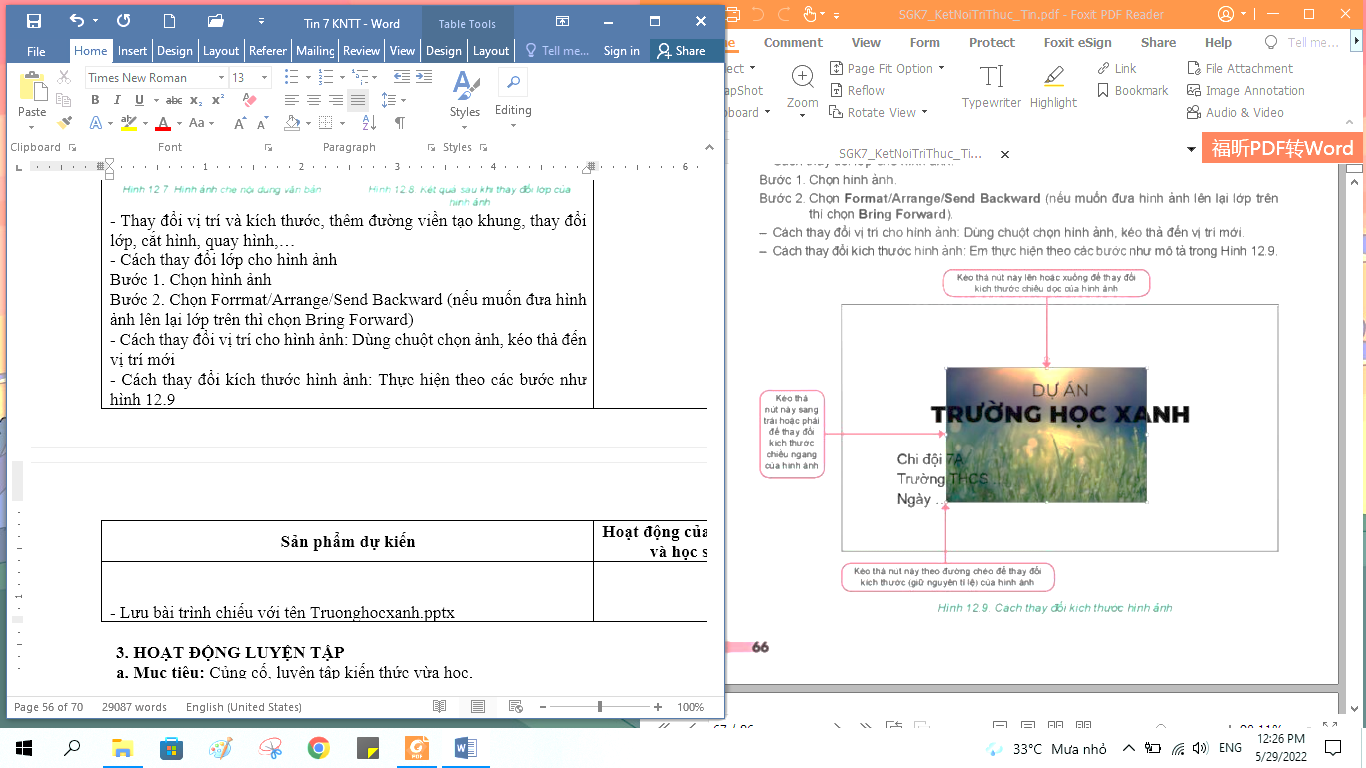 Tin 7 KNTT - Word
Table Tools
File
Home
Insert
Design
Layout
Referer
Mailing
Review
View
Design
Layout
Tell me...
Sign in
Share
Paste
Times New Roman
13
B I U abc x₂ x²
Aa
Styles
Editing
Clipboard
Font
Paragraph
Styles
1 2 3 4 5 6
Hình 12.7. Hình ảnh che nội dung văn bản
Hình 12.8. Kết quả sau khi thay đổi lớp của
hình ảnh
- Thay đổi vị trí và kích thước, thêm đường viền tạo khung, thay đổi
lớp, cắt hình, quay hình,…
- Cách thay đổi lớp cho hình ảnh
Bước 1. Chọn hình ảnh
Bước 2. Chọn Forrmat/Arrange/Send Backward (nếu muốn đưa hình
ảnh lên lại lớp trên thì chọn Bring Forward)
- Cách thay đổi vị trí cho hình ảnh: Dùng chuột chọn ảnh, kéo thả đến
vị trí mới
- Cách thay đổi kích thước hình ảnh: Thực hiện theo các bước như
hình 12.9
Sản phẩm dự kiến
Hoạt động của
và học s
- Lưu bài trình chiếu với tên Truonghocxanh.pptx
3. HOẠT ĐỘNG LUYỆN TẬP
a. Mục tiêu: Củng cố, luyện tập kiến thức vừa học.
Page 56 of 70
29087 words
English (United States)
100%
SGK7_KetNoiTriThuc_Tin.pdf - Foxit PDF Reader
Comment
View
Form
Protect
Foxit eSign
Share
Help
Tell me...
Zoom
Page Fit Option
Reflow
Rotate View
Typewriter
Highlight
Link
Bookmark
File Attachment
Image Annotation
Audio & Video
SGK7_KetNoiTriThuc_Ti...
福昕PDF转Word
Bước 1. Chọn hình ảnh.
Bước 2. Chọn Format/Arrange/Send Backward (nếu muốn đưa hình ảnh lên lại lớp trên
thì chọn Bring Forward).
– Cách thay đổi vị trí cho hình ảnh: Dùng chuột chọn hình ảnh, kéo thả đến vị trí mới.
– Cách thay đổi kích thước hình ảnh: Em thực hiện theo các bước như mô tả trong Hình 12.9.
Kéo thả nút này lên hoặc xuống để thay đổi
kích thước chiều dọc của hình ảnh
Kéo thả
nút này sang
trái hoặc phải
để thay đổi
kích thước
chiều ngang
của hình ảnh
DỰ ÁN
TRƯỜNG HỌC XANH
Chi đội 7A
Trường THCS...
Ngày ...
Kéo thả nút này theo đường chéo để thay đổi
kích thước (giữ nguyên tỉ lệ) của hình ảnh
Hình 12.9. Cách thay đổi kích thước hình ảnh
66
33°C Mưa nhỏ
ENG
12:26 PM
5/29/2022